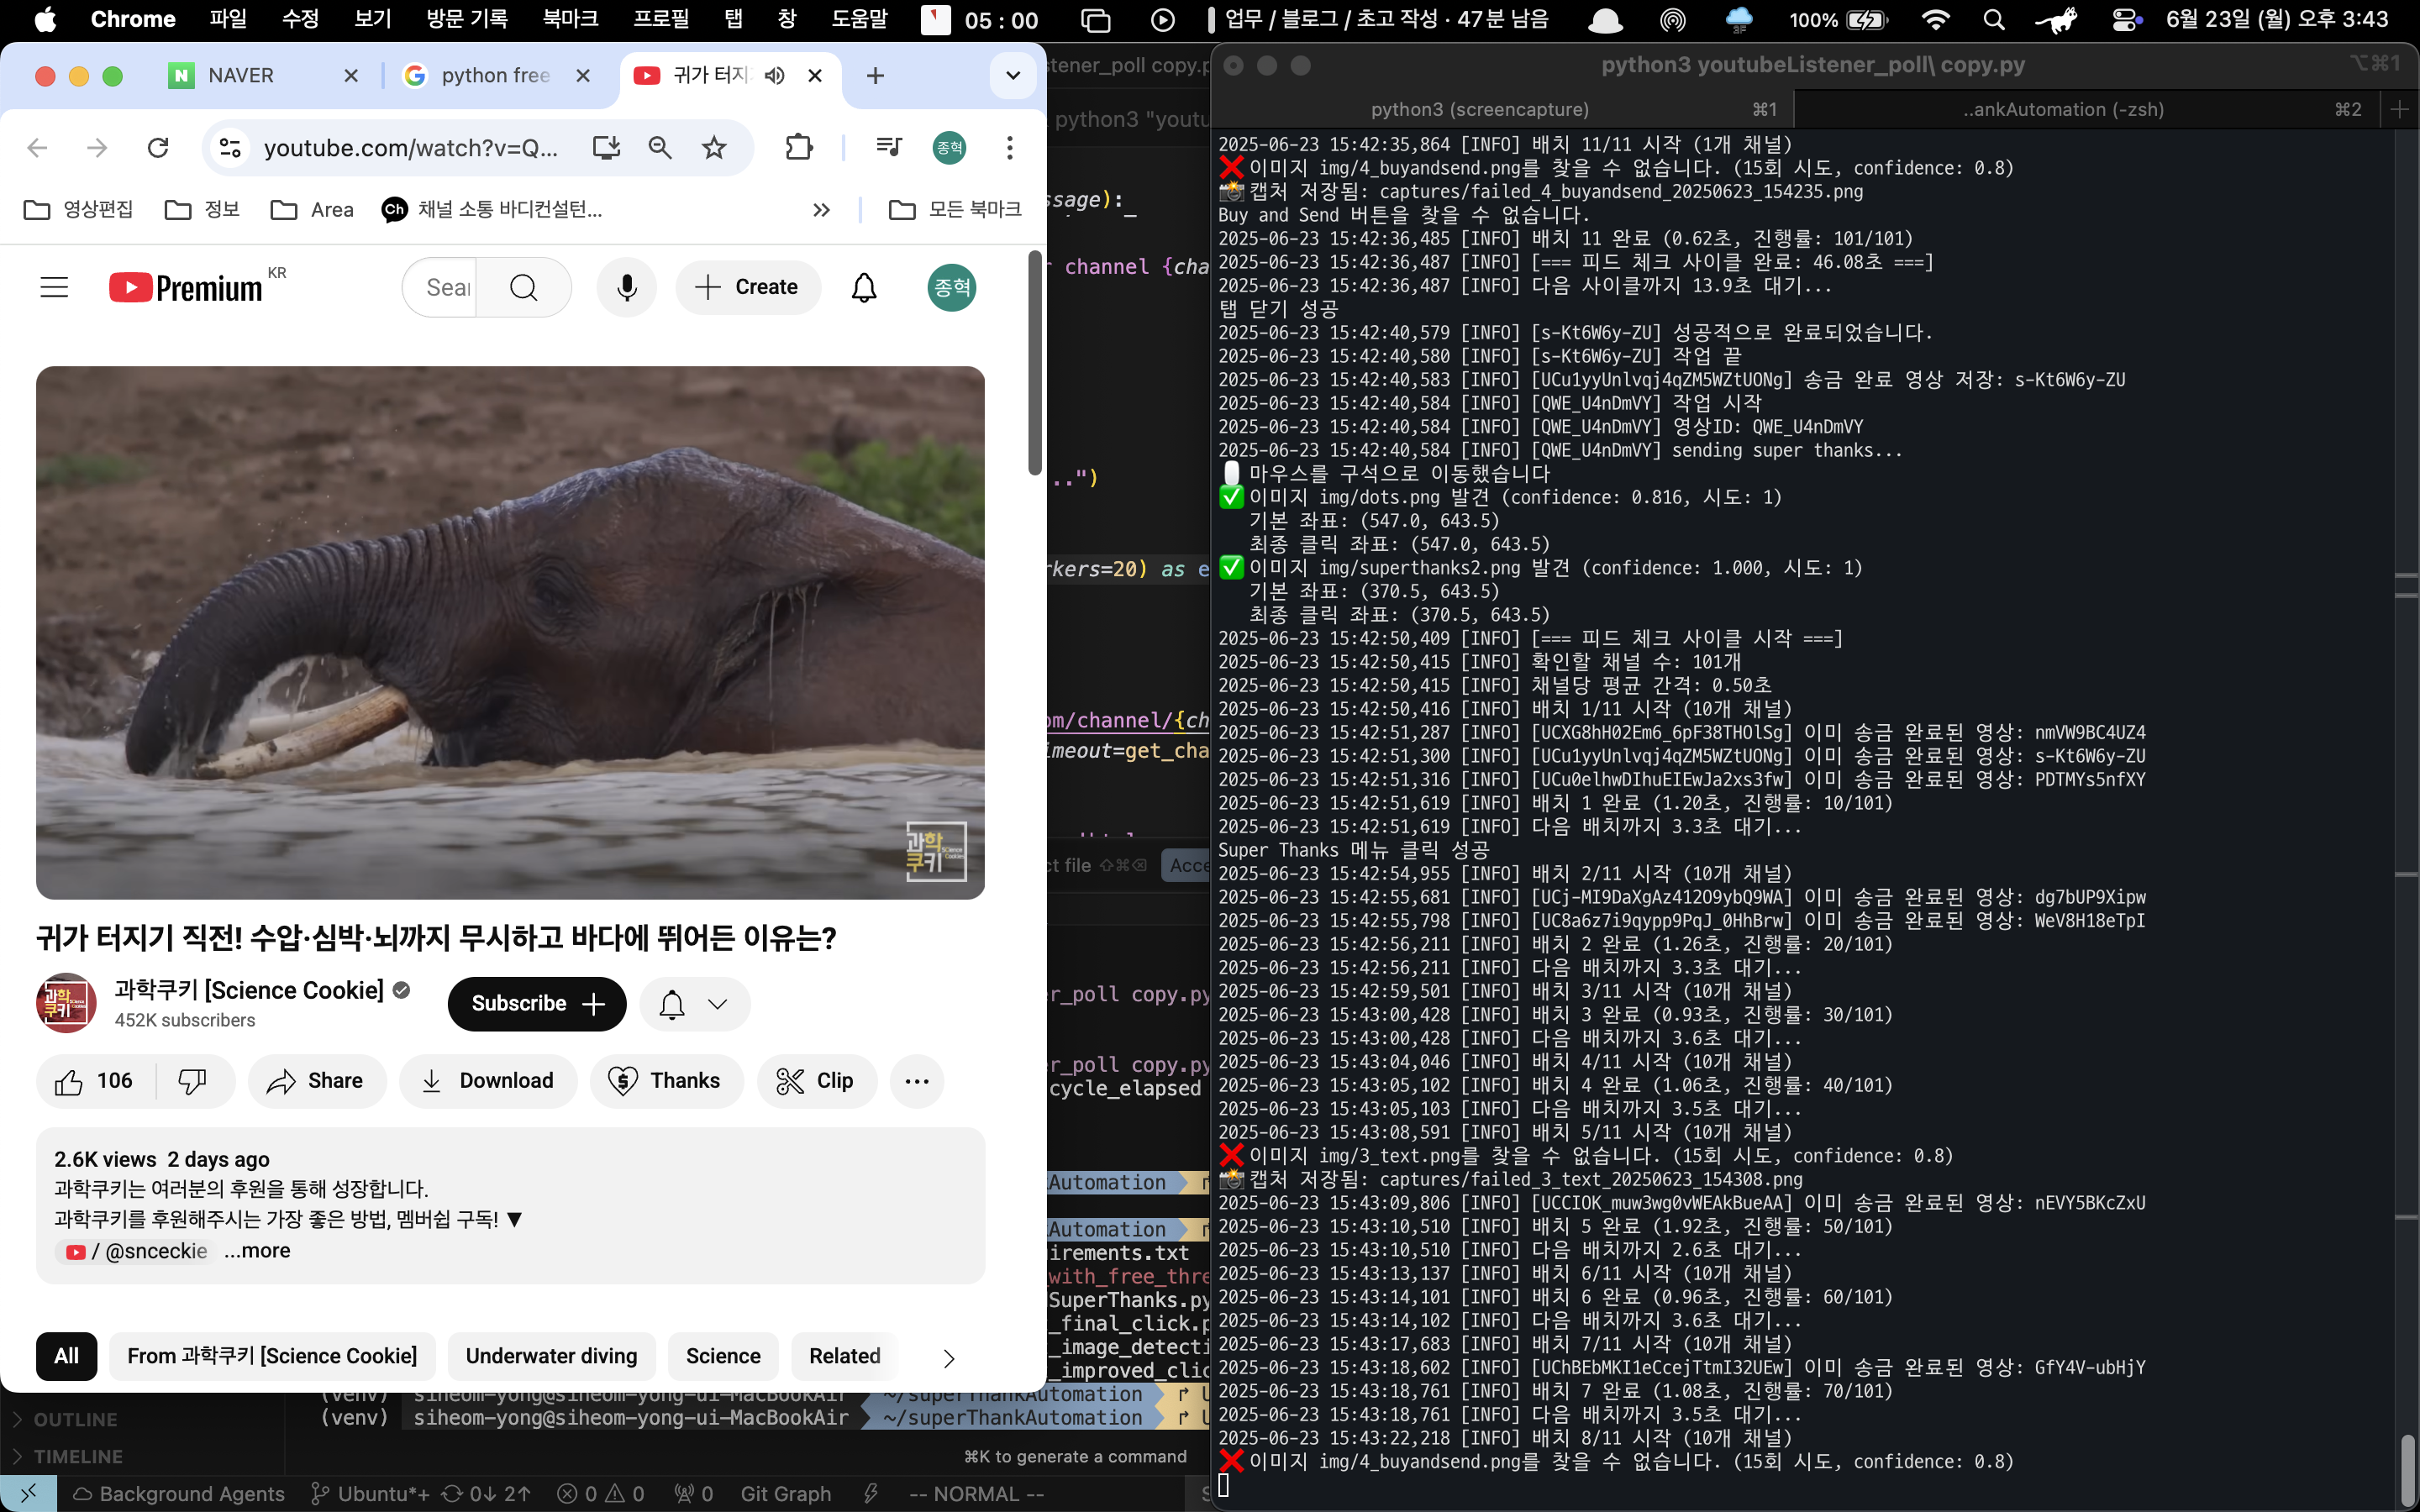 Chrome 파일 수정 보기 방문 기록 북마크 프로필 탭 창 도움말 05 : 00 업무 / 블로그 / 초고 작성 · 47분 남음 100% 6월 23일 (월) 오후 3:43
NAVER
python free
귀가 터지
youtube.com/watch?v=Q...
종혁
영상편집
정보
Area
채널 소통 바디컨설턴...
모든 북마크
Premium KR
Create
종혁
과학쿠키
Science Cookie
귀가 터지기 직전! 수압·심박·뇌까지 무시하고 바다에 뛰어든 이유는?
과학쿠키 [Science Cookie]
452K subscribers
Subscribe
106
Share
Download
Thanks
Clip
2.6K views 2 days ago
과학쿠키는 여러분의 후원을 통해 성장합니다.
과학쿠키를 후원해주시는 가장 좋은 방법, 멤버쉽 구독! ▼
/ @snceckie ...more
All
From 과학쿠키 [Science Cookie]
Underwater diving
Science
Related
OUTLINE
TIMELINE
(venv) siheom-yong@siheom-yong-ui-MacBookAir ~/superThankAutomation
(venv) siheom-yong@siheom-yong-ui-MacBookAir ~/superThankAutomation
⌘K to generate a command
Background Agents Ubuntu*+ 0↓ 2↑ 0 0 0 Git Graph -- NORMAL --
python3 youtubeListener_poll\ copy.py ⌥⌘1
python3 (screencapture) ⌘1
..ankAutomation (-zsh) ⌘2
2025-06-23 15:42:35,864 [INFO] 배치 11/11 시작 (1개 채널)
❌ 이미지 img/4_buyandsend.png를 찾을 수 없습니다. (15회 시도, confidence: 0.8)
📸 캡처 저장됨: captures/failed_4_buyandsend_20250623_154235.png
Buy and Send 버튼을 찾을 수 없습니다.
2025-06-23 15:42:36,485 [INFO] 배치 11 완료 (0.62초, 진행률: 101/101)
2025-06-23 15:42:36,487 [INFO] [=== 피드 체크 사이클 완료: 46.08초 ===]
2025-06-23 15:42:36,487 [INFO] 다음 사이클까지 13.9초 대기...
탭 닫기 성공
2025-06-23 15:42:40,579 [INFO] [s-Kt6W6y-ZU] 성공적으로 완료되었습니다.
2025-06-23 15:42:40,580 [INFO] [s-Kt6W6y-ZU] 작업 끝
2025-06-23 15:42:40,583 [INFO] [UCu1yyUnlvqj4qZM5WZtUONg] 송금 완료 영상 저장: s-Kt6W6y-ZU
2025-06-23 15:42:40,584 [INFO] [QWE_U4nDmVY] 작업 시작
2025-06-23 15:42:40,584 [INFO] [QWE_U4nDmVY] 영상ID: QWE_U4nDmVY
2025-06-23 15:42:40,584 [INFO] [QWE_U4nDmVY] sending super thanks...
마우스를 구석으로 이동했습니다
✅ 이미지 img/dots.png 발견 (confidence: 0.816, 시도: 1)
기본 좌표: (547.0, 643.5)
최종 클릭 좌표: (547.0, 643.5)
✅ 이미지 img/superthanks2.png 발견 (confidence: 1.000, 시도: 1)
기본 좌표: (370.5, 643.5)
최종 클릭 좌표: (370.5, 643.5)
2025-06-23 15:42:50,409 [INFO] [=== 피드 체크 사이클 시작 ===]
2025-06-23 15:42:50,415 [INFO] 확인할 채널 수: 101개
2025-06-23 15:42:50,415 [INFO] 채널당 평균 간격: 0.50초
2025-06-23 15:42:50,416 [INFO] 배치 1/11 시작 (10개 채널)
2025-06-23 15:42:51,287 [INFO] [UCXG8hH02Em6_6pF38THOlSg] 이미 송금 완료된 영상: nmVW9BC4UZ4
2025-06-23 15:42:51,300 [INFO] [UCu1yyUnlvqj4qZM5WZtUONg] 이미 송금 완료된 영상: s-Kt6W6y-ZU
2025-06-23 15:42:51,316 [INFO] [UCu0elhwDIhuEIEwJa2xs3fw] 이미 송금 완료된 영상: PDTMYs5nfXY
2025-06-23 15:42:51,619 [INFO] 배치 1 완료 (1.20초, 진행률: 10/101)
2025-06-23 15:42:51,619 [INFO] 다음 배치까지 3.3초 대기...
Super Thanks 메뉴 클릭 성공
2025-06-23 15:42:54,955 [INFO] 배치 2/11 시작 (10개 채널)
2025-06-23 15:42:55,681 [INFO] [UCj-MI9DaXgAz412O9ybQ9WA] 이미 송금 완료된 영상: dg7bUP9Xipw
2025-06-23 15:42:55,798 [INFO] [UC8a6z7i9qypp9PqJ_0HhBrw] 이미 송금 완료된 영상: WeV8H18eTpI
2025-06-23 15:42:56,211 [INFO] 배치 2 완료 (1.26초, 진행률: 20/101)
2025-06-23 15:42:56,211 [INFO] 다음 배치까지 3.3초 대기...
2025-06-23 15:42:59,501 [INFO] 배치 3/11 시작 (10개 채널)
2025-06-23 15:43:00,428 [INFO] 배치 3 완료 (0.93초, 진행률: 30/101)
2025-06-23 15:43:00,428 [INFO] 다음 배치까지 3.6초 대기...
2025-06-23 15:43:04,046 [INFO] 배치 4/11 시작 (10개 채널)
2025-06-23 15:43:05,102 [INFO] 배치 4 완료 (1.06초, 진행률: 40/101)
2025-06-23 15:43:05,103 [INFO] 다음 배치까지 3.5초 대기...
2025-06-23 15:43:08,591 [INFO] 배치 5/11 시작 (10개 채널)
❌ 이미지 img/3_text.png를 찾을 수 없습니다. (15회 시도, confidence: 0.8)
📸 캡처 저장됨: captures/failed_3_text_20250623_154308.png
2025-06-23 15:43:09,806 [INFO] [UCCIOK_muw3wg0vWEAkBueAA] 이미 송금 완료된 영상: nEVY5BKcZxU
2025-06-23 15:43:10,510 [INFO] 배치 5 완료 (1.92초, 진행률: 50/101)
2025-06-23 15:43:10,510 [INFO] 다음 배치까지 2.6초 대기...
2025-06-23 15:43:13,137 [INFO] 배치 6/11 시작 (10개 채널)
2025-06-23 15:43:14,101 [INFO] 배치 6 완료 (0.96초, 진행률: 60/101)
2025-06-23 15:43:14,102 [INFO] 다음 배치까지 3.6초 대기...
2025-06-23 15:43:17,683 [INFO] 배치 7/11 시작 (10개 채널)
2025-06-23 15:43:18,602 [INFO] [UChBEbMKI1eCcejTtmI32UEw] 이미 송금 완료된 영상: GfY4V-ubHjY
2025-06-23 15:43:18,761 [INFO] 배치 7 완료 (1.08초, 진행률: 70/101)
2025-06-23 15:43:18,761 [INFO] 다음 배치까지 3.5초 대기...
2025-06-23 15:43:22,218 [INFO] 배치 8/11 시작 (10개 채널)
❌ 이미지 img/4_buyandsend.png를 찾을 수 없습니다. (15회 시도, confidence: 0.8)